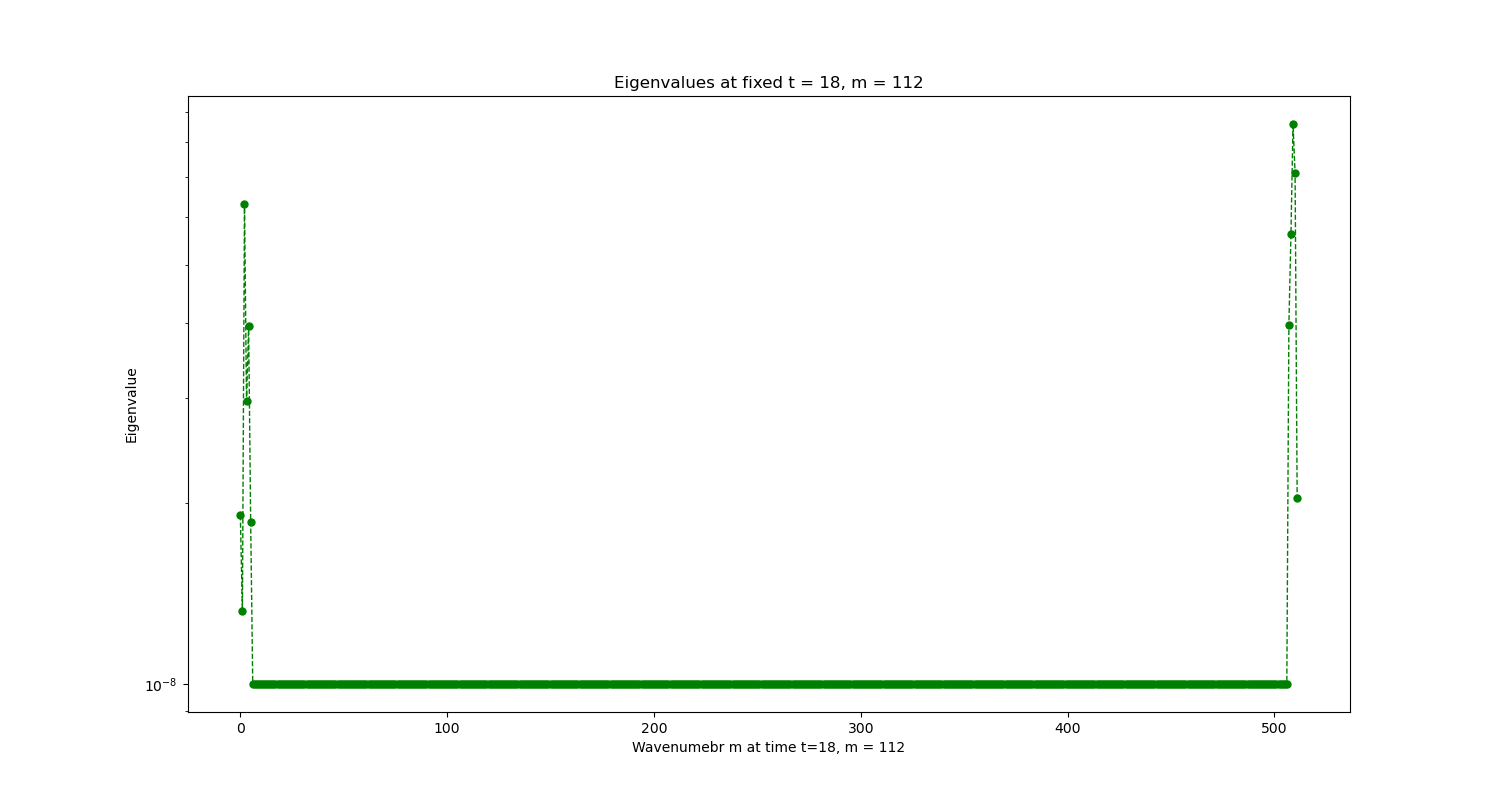 Eigenvalues at fixed t = 18, m = 112
Eigenvalue
10⁻⁸
0 100 200 300 400 500
Wavenumebr m at time t=18, m = 112